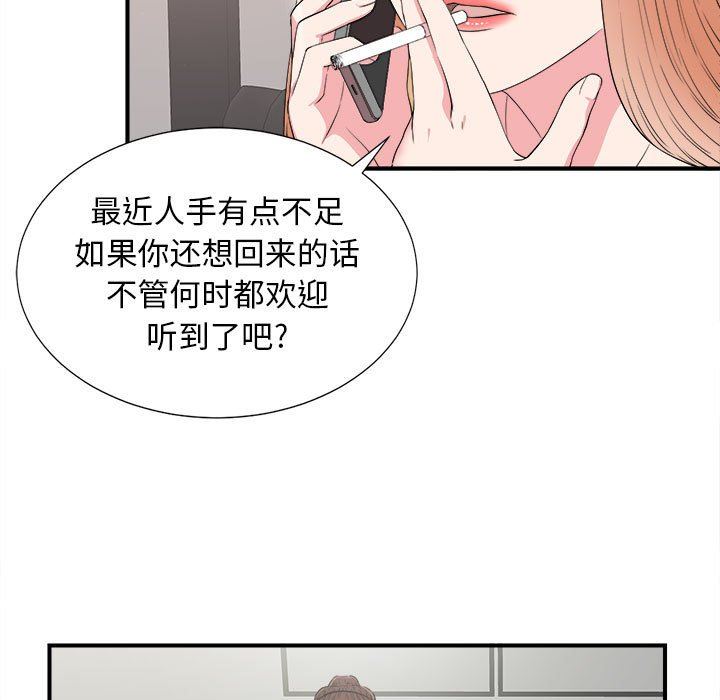 最近人手有点不足
如果你还想回来的话
不管何时都欢迎
听到了吧?